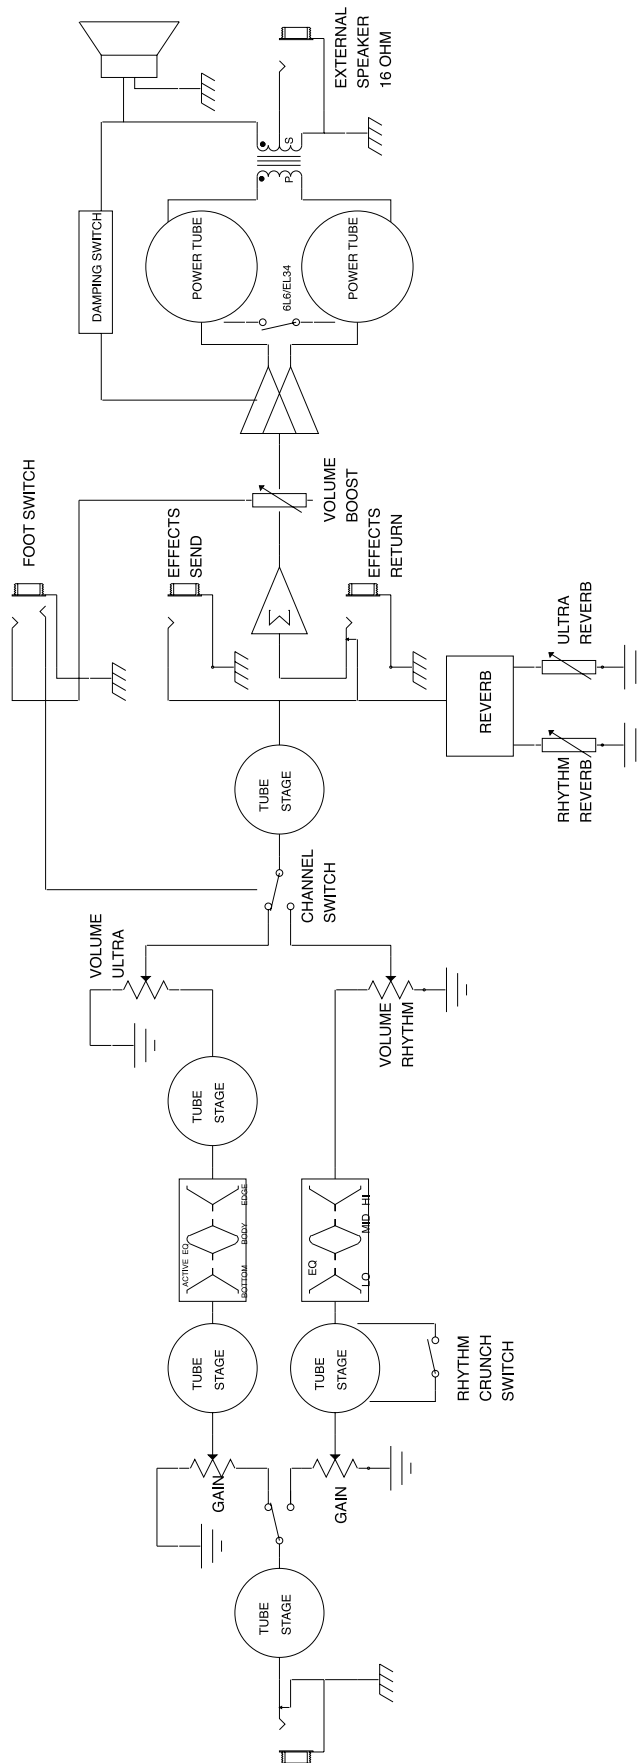 EXTERNAL
SPEAKER
16 OHM
S
P
DAMPING SWITCH
POWER TUBE
6L6/EL34
POWER TUBE
FOOT SWITCH
VOLUME
BOOST
EFFECTS
SEND
EFFECTS
RETURN
Σ
REVERB
ULTRA
REVERB
RHYTHM
REVERB
TUBE
STAGE
CHANNEL
SWITCH
VOLUME
ULTRA
VOLUME
RHYTHM
TUBE
STAGE
ACTIVE EQ
BOTTOM
BODY
EDGE
EQ
LO
MID
HI
TUBE
STAGE
TUBE
STAGE
RHYTHM
CRUNCH
SWITCH
GAIN
GAIN
TUBE
STAGE